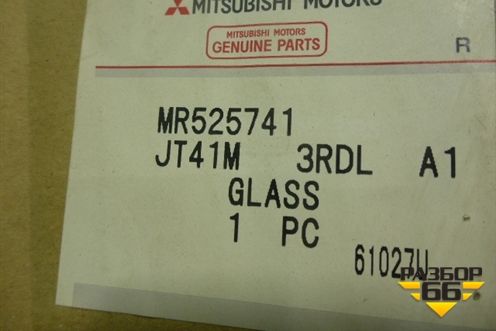 MITSUBISHI MOTORS
MITSUBISHI MOTORS
GENUINE PARTS
R
MR525741
JT41M 3RDL A1
GLASS
1 PC
61027U
РАЗБОР
66